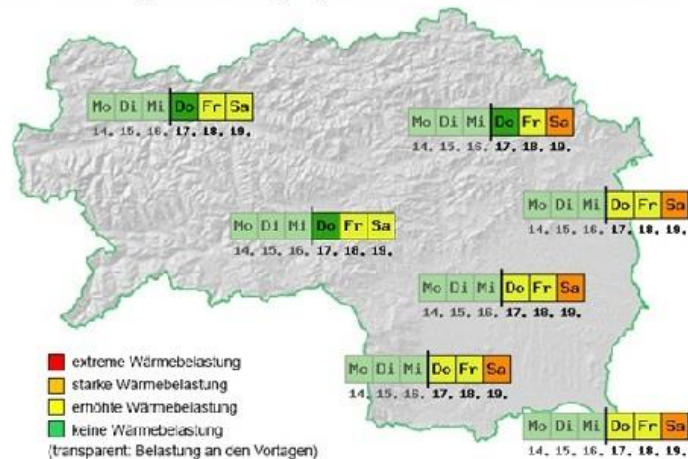 Mo Di Mi Do Fr Sa
14. 15. 16. 17. 18. 19.
Mo Di Mi Do Fr Sa
14. 15. 16. 17. 18. 19.
Mo Di Mi Do Fr Sa
14. 15. 16. 17. 18. 19.
Mo Di Mi Do Fr Sa
14. 15. 16. 17. 18. 19.
Mo Di Mi Do Fr Sa
14. 15. 16. 17. 18. 19.
Mo Di Mi Do Fr Sa
14. 15. 16. 17. 18. 19.
Mo Di Mi Do Fr Sa
14. 15. 16. 17. 18. 19.
extreme Wärmebelastung
starke Wärmebelastung
erhöhte Wärmebelastung
keine Wärmebelastung
(transparent: Belastung an den Vortagen)